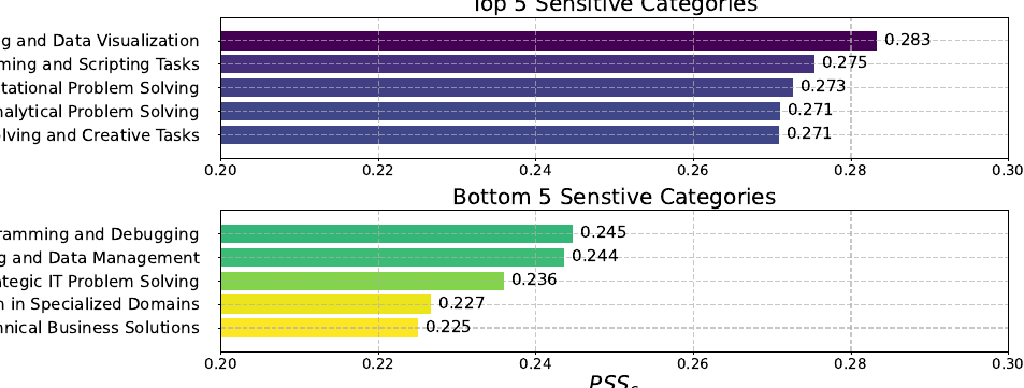 Top 5 Sensitive Categories
g and Data Visualization 0.283
ming and Scripting Tasks 0.275
tational Problem Solving 0.273
nalytical Problem Solving 0.271
lving and Creative Tasks 0.271
0.20 0.22 0.24 0.26 0.28 0.30
Bottom 5 Senstive Categories
ramming and Debugging 0.245
g and Data Management 0.244
tegic IT Problem Solving 0.236
n in Specialized Domains 0.227
hnical Business Solutions 0.225
0.20 0.22 0.24 0.26 0.28 0.30
PSS